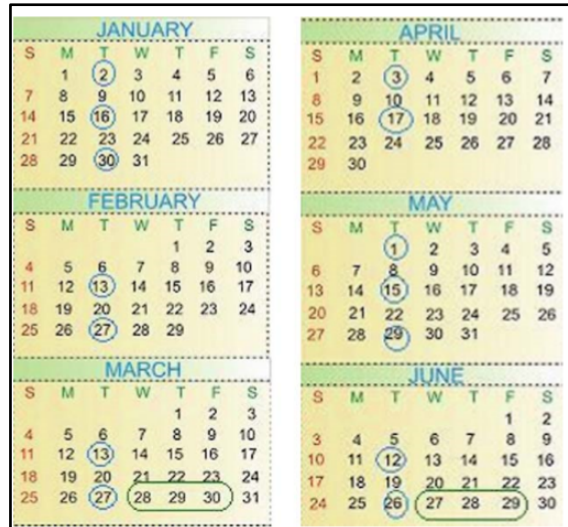 JANUARY
S M T W T F S
1 2 3 4 5 6
7 8 9 10 11 12 13
14 15 16 17 18 19 20
21 22 23 24 25 26 27
28 29 30 31
FEBRUARY
S M T W T F S
1 2 3
4 5 6 7 8 9 10
11 12 13 14 15 16 17
18 19 20 21 22 23 24
25 26 27 28 29
MARCH
S M T W T F S
1 2 3
4 5 6 7 8 9 10
11 12 13 14 15 16 17
18 19 20 21 22 23 24
25 26 27 28 29 30 31
APRIL
S M T W T F S
1 2 3 4 5 6 7
8 9 10 11 12 13 14
15 16 17 18 19 20 21
22 23 24 25 26 27 28
29 30
MAY
S M T W T F S
1 2 3 4 5
6 7 8 9 10 11 12
13 14 15 16 17 18 19
20 21 22 23 24 25 26
27 28 29 30 31
JUNE
S M T W T F S
1 2
3 4 5 6 7 8 9
10 11 12 13 14 15 16
17 18 19 20 21 22 23
24 25 26 27 28 29 30